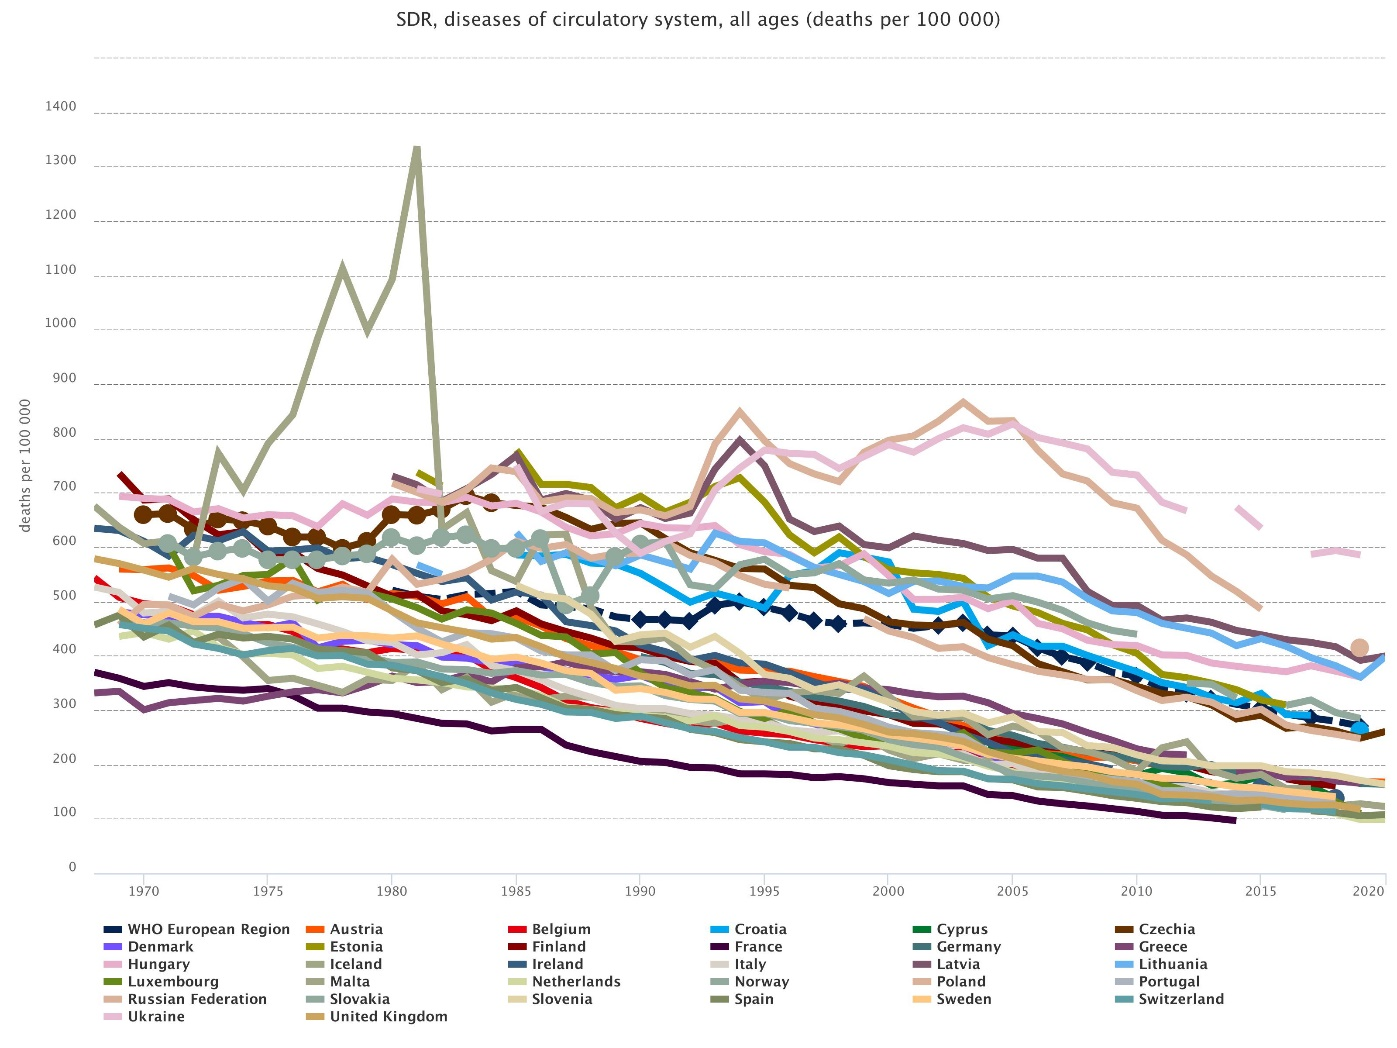 SDR, diseases of circulatory system, all ages (deaths per 100 000)
1400
1300
1200
1100
1000
900
800
700
600
500
400
300
200
100
0
deaths per 100 000
1970 1975 1980 1985 1990 1995 2000 2005 2010 2015 2020
WHO European Region Austria Belgium Croatia Cyprus Czechia
Denmark Estonia Finland France Germany Greece
Hungary Iceland Ireland Italy Latvia Lithuania
Luxembourg Malta Netherlands Norway Poland Portugal
Russian Federation Slovakia Slovenia Spain Sweden Switzerland
Ukraine United Kingdom